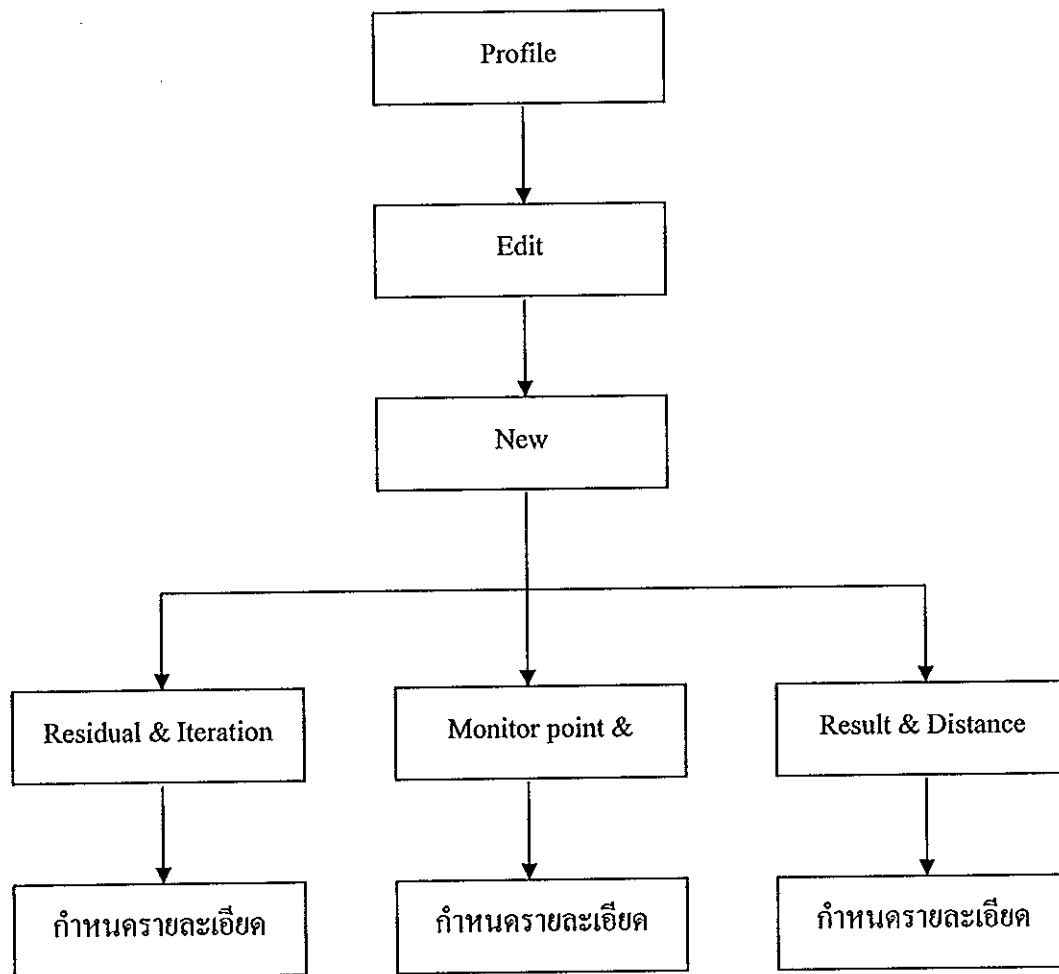 Profile
Edit
New
Residual & Iteration
Monitor point &
Result & Distance
กำหนดรายละเอียด
กำหนดรายละเอียด
กำหนดรายละเอียด